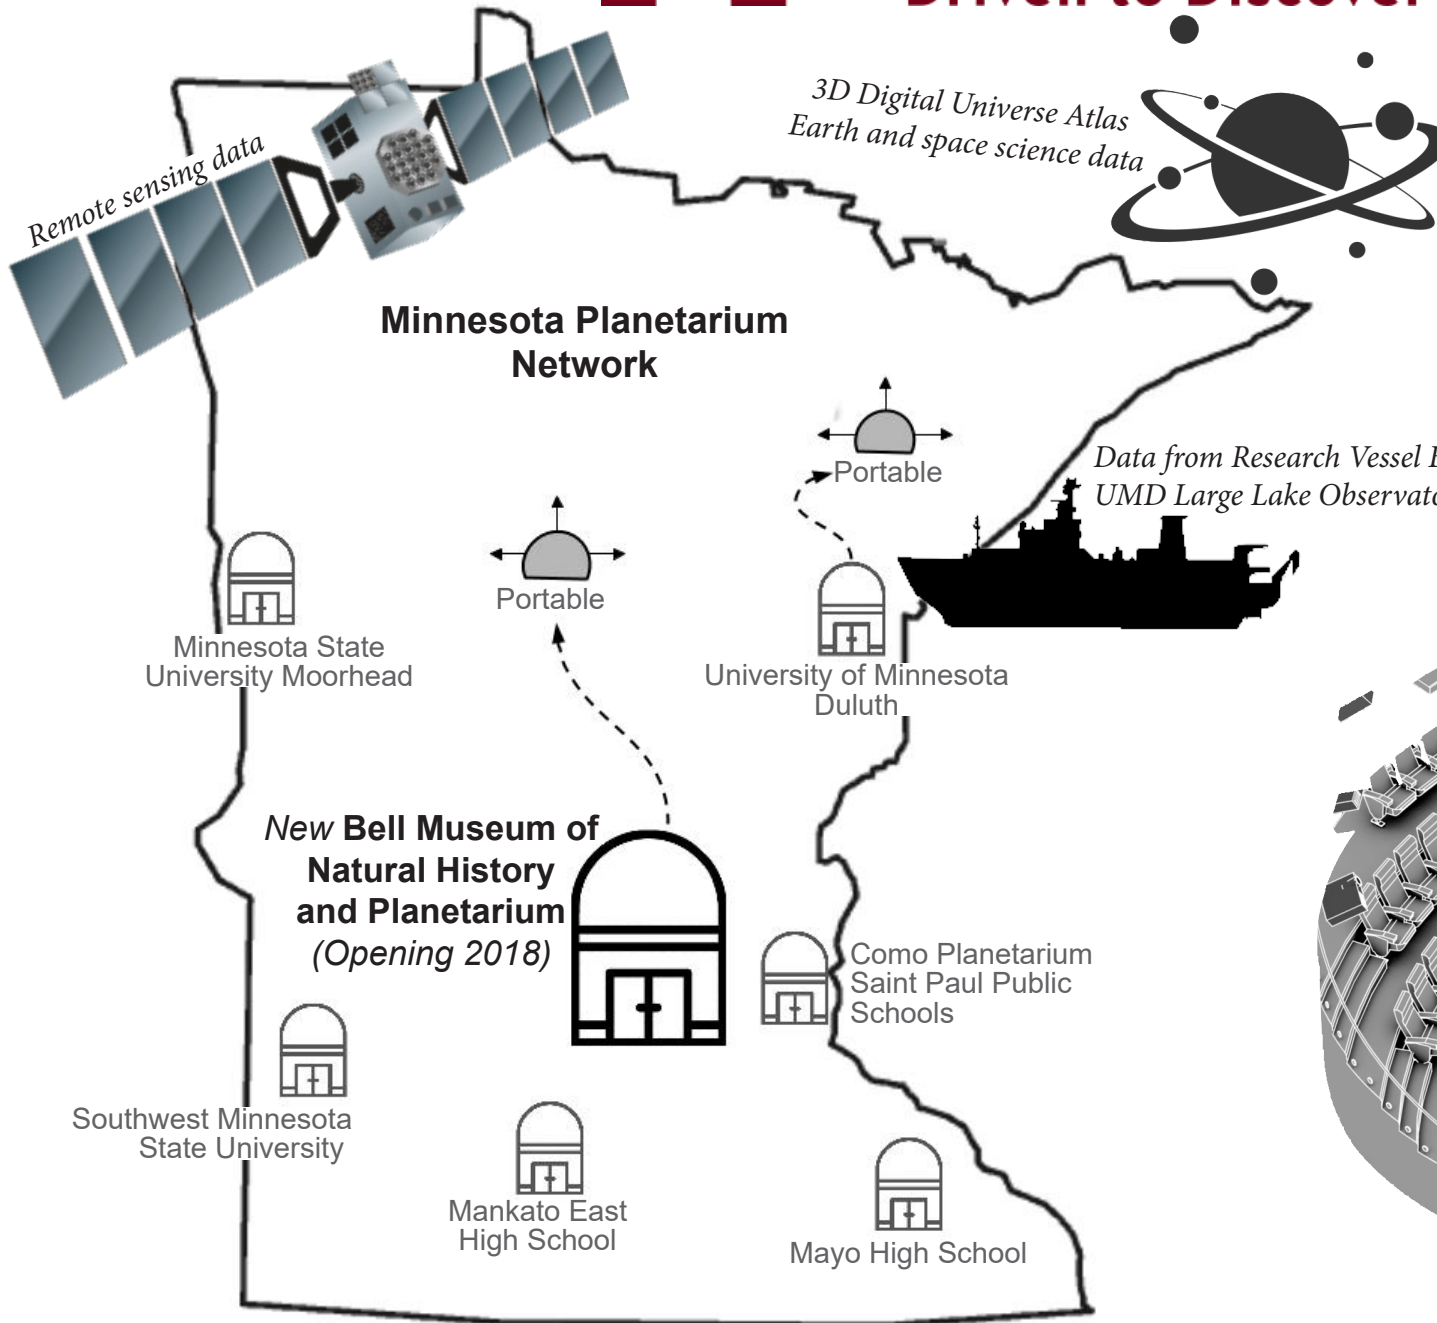 Driven to Discover
3D Digital Universe Atlas
Earth and space science data
Remote sensing data
Minnesota Planetarium
Network
Portable
Data from Research Vessel
UMD Large Lake
Portable
Minnesota State
University Moorhead
University of Minnesota
Duluth
New Bell Museum of
Natural History
and Planetarium
(Opening 2018)
Como Planetarium
Saint Paul Public
Schools
Southwest Minnesota
State University
Mankato East
High School
Mayo High School